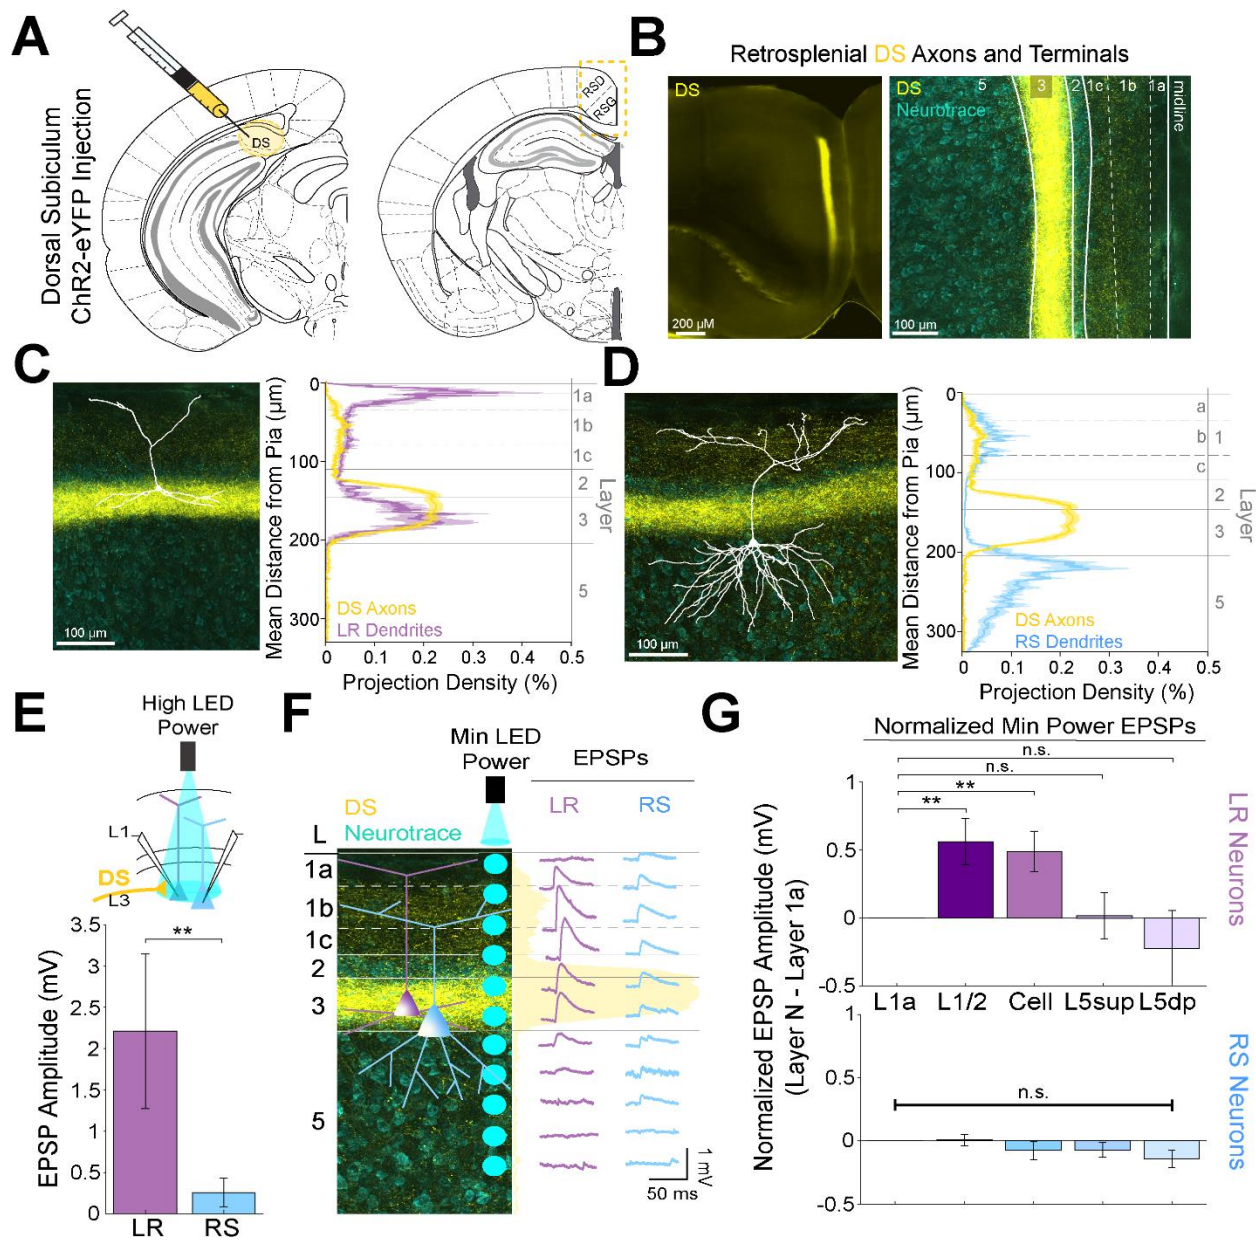 A
Dorsal Subiculum
ChR2-eYFP Injection
DS
RSD
RSG
B
Retrosplenial DS Axons and Terminals
DS
200 µM
DS
Neurotrace
5
3
2
1c
1b
1a
midline
100 µm
C
100 µm
Mean Distance from Pia (µm)
0
100
200
300
1a
1b
1c
2
3
5
Layer
DS Axons
LR Dendrites
0
0.1
0.2
0.3
0.4
0.5
Projection Density (%)
D
100 µm
Mean Distance from Pia (µm)
0
100
200
300
a
b
c
1
2
3
5
Layer
DS Axons
RS Dendrites
0
0.1
0.2
0.3
0.4
0.5
Projection Density (%)
E
High LED
Power
L1
DS
L3
EPSP Amplitude (mV)
3.5
3
2.5
2
1.5
1
0.5
0
**
LR
RS
F
Min LED
Power
EPSPs
DS
Neurotrace
LR
RS
L
1a
1b
1c
2
3
5
1 mV
50 ms
G
Normalized Min Power EPSPs
n.s.
n.s.
**
**
Normalized EPSP Amplitude (mV)
(Layer N - Layer 1a)
1
0.5
0
-0.5
L1a
L1/2
Cell
L5sup
L5dp
LR Neurons
1
0.5
0
-0.5
n.s.
RS Neurons